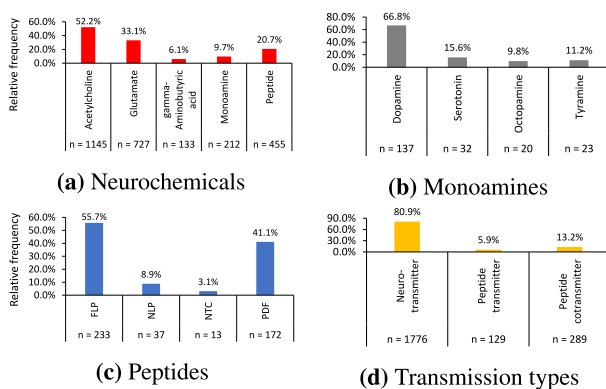 Relative frequency
60.0%
40.0%
20.0%
0.0%
52.2%
33.1%
6.1%
9.7%
20.7%
Acetylcholine
Glutamate
gamma-
Aminobutyric
acid
Monoamine
Peptide
n = 1145
n = 727
n = 133
n = 212
n = 455
(a) Neurochemicals
80.0%
60.0%
40.0%
20.0%
0.0%
66.8%
15.6%
9.8%
11.2%
Dopamine
Serotonin
Octopamine
Tyramine
n = 137
n = 32
n = 20
n = 23
(b) Monoamines
Relative frequency
60.0%
50.0%
40.0%
30.0%
20.0%
10.0%
0.0%
55.7%
8.9%
3.1%
41.1%
FLP
NLP
NTC
PDF
n = 233
n = 37
n = 13
n = 172
(c) Peptides
90.0%
60.0%
30.0%
0.0%
80.9%
5.9%
13.2%
Neuro-
transmitter
Peptide
transmitter
Peptide
cotransmitter
n = 1776
n = 129
n = 289
(d) Transmission types